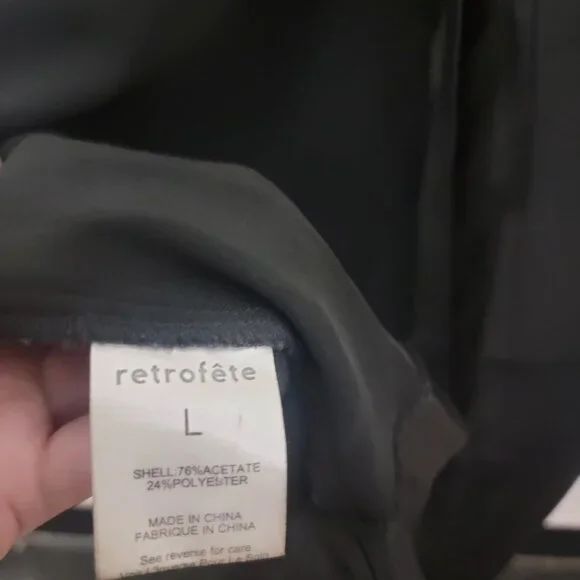 retrofête
L
SHELL:76%ACETATE
24%POLYESTER
MADE IN CHINA
FABRIQUE IN CHINA
See reverse for care